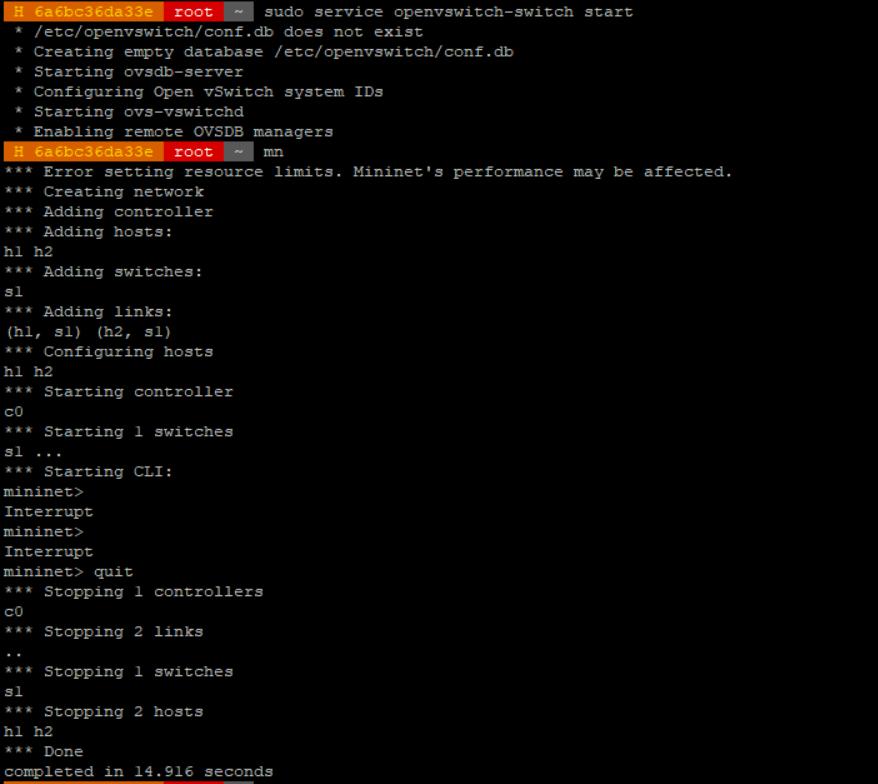 H 6a6bc36da33e root ~ sudo service openvswitch-switch start
* /etc/openvswitch/conf.db does not exist
* Creating empty database /etc/openvswitch/conf.db
* Starting ovsdb-server
* Configuring Open vSwitch system IDs
* Starting ovs-vswitchd
* Enabling remote OVSDB managers
H 6a6bc36da33e root ~ mn
*** Error setting resource limits. Mininet's performance may be affected.
*** Creating network
*** Adding controller
*** Adding hosts:
h1 h2
*** Adding switches:
s1
*** Adding links:
(h1, s1) (h2, s1)
*** Configuring hosts
h1 h2
*** Starting controller
c0
*** Starting 1 switches
s1 ...
*** Starting CLI:
mininet>
Interrupt
mininet>
Interrupt
mininet> quit
*** Stopping 1 controllers
c0
*** Stopping 2 links
..
*** Stopping 1 switches
s1
*** Stopping 2 hosts
h1 h2
*** Done
completed in 14.916 seconds